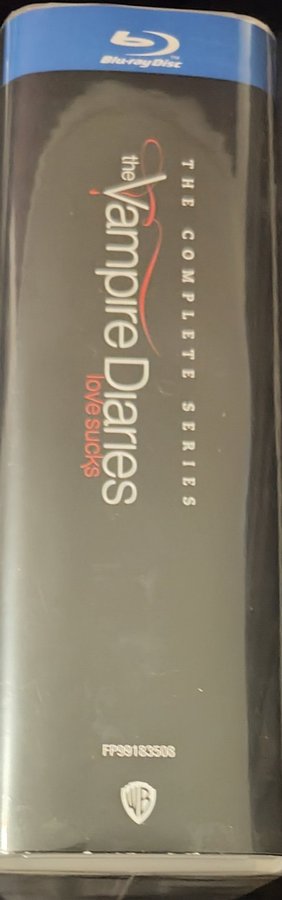 Blu-ray Disc
THE COMPLETE SERIES
the Vampire Diaries
love sucks
FP99183508
WB